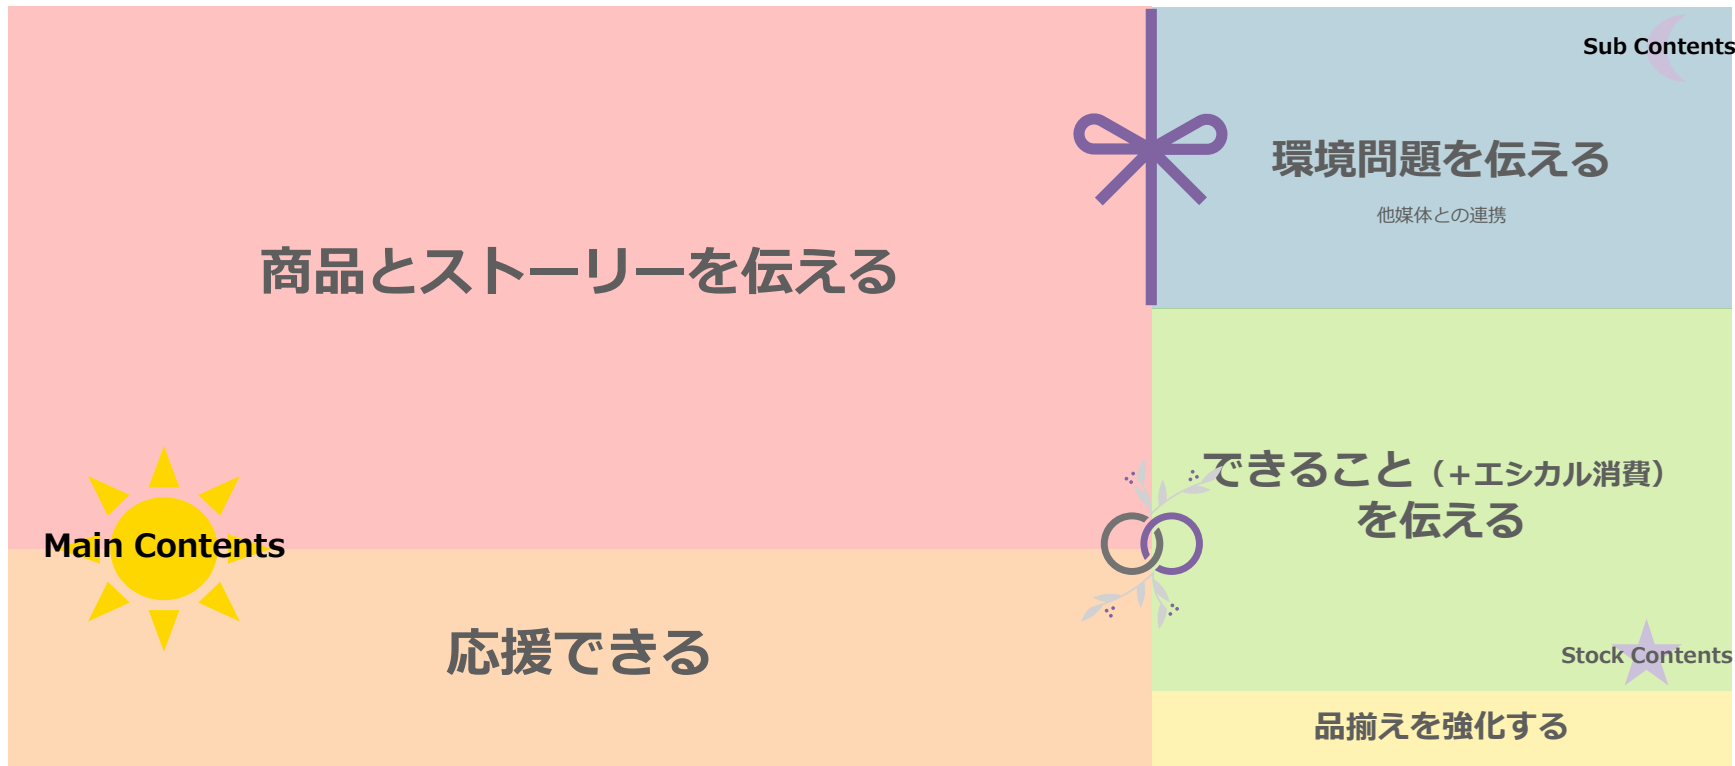 Sub Contents
環境問題を伝える
他媒体との連携
商品とストーリーを伝える
できること（+エシカル消費）
を伝える
Main Contents
応援できる
Stock Contents
品揃えを強化する